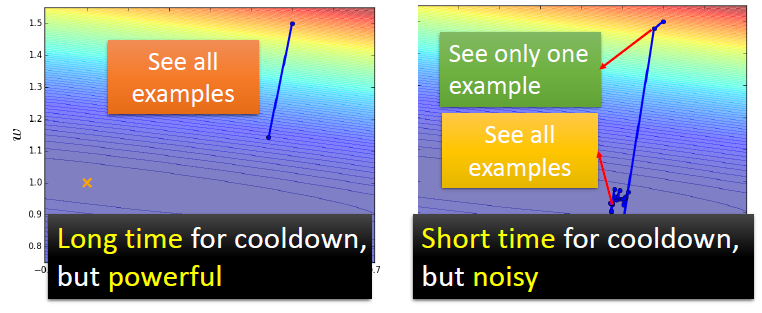 1.5
1.4
1.3
1.2
1.1
1.0
0.9
0.8
w
See all
examples
Long time for cooldown,
but powerful
See only one
example
See all
examples
Short time for cooldown,
but noisy